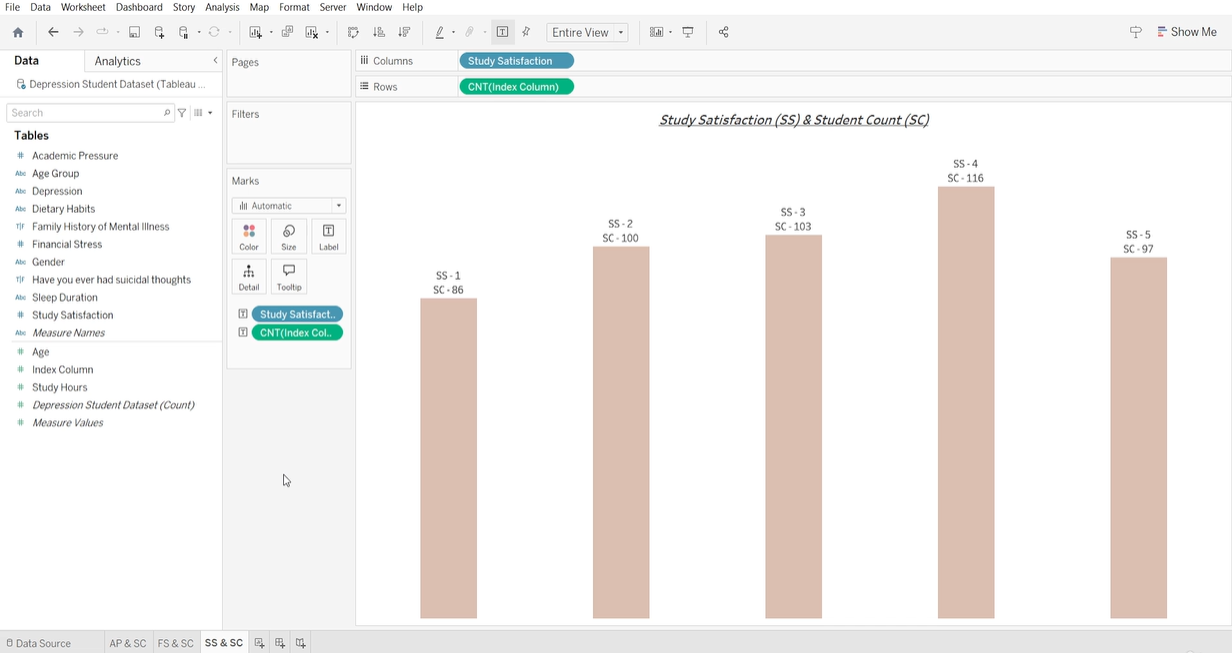 File Data Worksheet Dashboard Story Analysis Map Format Server Window Help
Entire View
Show Me
Data Analytics
Depression Student Dataset (Tableau ...
Search
Tables
Academic Pressure
Abc Age Group
Abc Depression
Abc Dietary Habits
T|F Family History of Mental Illness
Financial Stress
Abc Gender
T|F Have you ever had suicidal thoughts
Abc Sleep Duration
Study Satisfaction
Abc Measure Names
Age
Index Column
Study Hours
Depression Student Dataset (Count)
Measure Values
Pages
Filters
Marks
Automatic
Color Size Label
Detail Tooltip
Study Satisfact..
CNT(Index Col..
Columns Study Satisfaction
Rows CNT(Index Column)
Study Satisfaction (SS) & Student Count (SC)
SS - 1
SC - 86
SS - 2
SC - 100
SS - 3
SC - 103
SS - 4
SC - 116
SS - 5
SC - 97
Data Source AP & SC FS & SC SS & SC